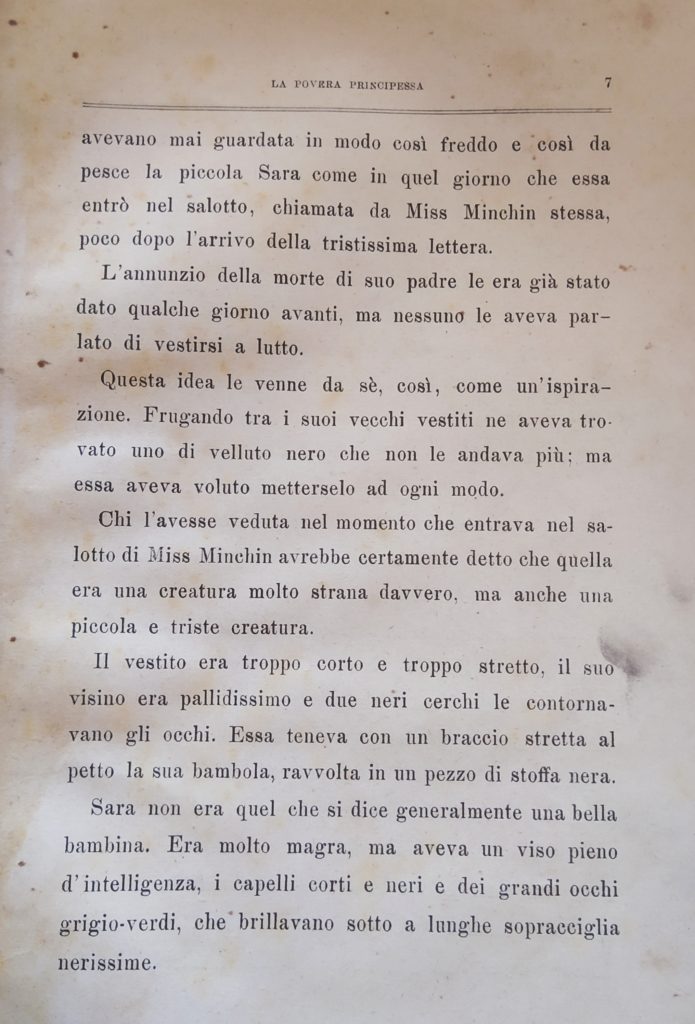 LA POVERA PRINCIPESSA 7
avevano mai guardata in modo così freddo e così da
pesce la piccola Sara come in quel giorno che essa
entrò nel salotto, chiamata da Miss Minchin stessa,
poco dopo l'arrivo della tristissima lettera.
L'annunzio della morte di suo padre le era già stato
dato qualche giorno avanti, ma nessuno le aveva par-
lato di vestirsi a lutto.
Questa idea le venne da sè, così, come un'ispira-
zione. Frugando tra i suoi vecchi vestiti ne aveva tro-
vato uno di velluto nero che non le andava più; ma
essa aveva voluto metterselo ad ogni modo.
Chi l'avesse veduta nel momento che entrava nel sa-
lotto di Miss Minchin avrebbe certamente detto che quella
era una creatura molto strana davvero, ma anche una
piccola e triste creatura.
Il vestito era troppo corto e troppo stretto, il suo
visino era pallidissimo e due neri cerchi le contorna-
vano gli occhi. Essa teneva con un braccio stretta al
petto la sua bambola, ravvolta in un pezzo di stoffa nera.
Sara non era quel che si dice generalmente una bella
bambina. Era molto magra, ma aveva un viso pieno
d'intelligenza, i capelli corti e neri e dei grandi occhi
grigio-verdi, che brillavano sotto a lunghe sopracciglia
nerissime.